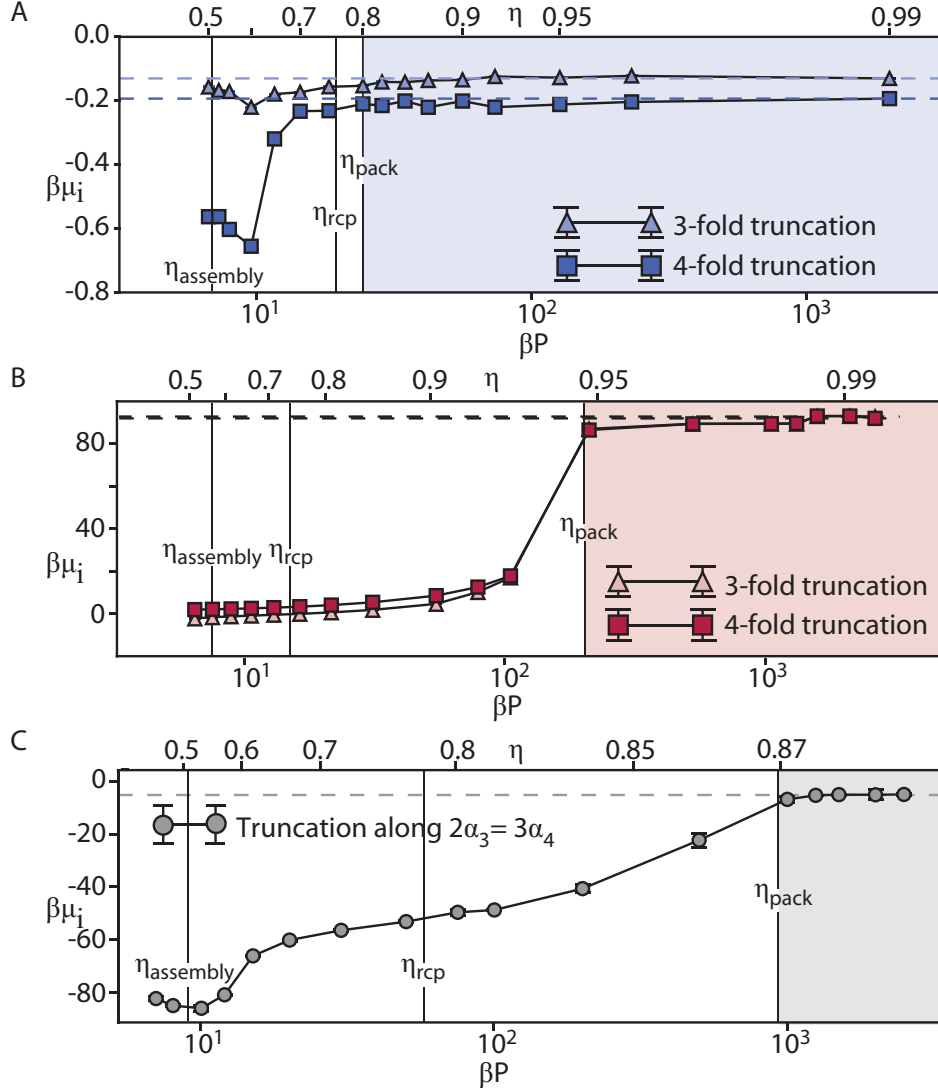 A
0.5 0.7 0.8 0.9 η 0.95 0.99
0.0
-0.2
-0.4
-0.6
-0.8
βμi
ηpack
ηrcp
ηassembly
3-fold truncation
4-fold truncation
10¹ 10² 10³
βP
B
0.5 0.6 0.7 0.8 0.9 η 0.95 0.99
80
40
20
0
βμi
ηassembly
ηrcp
ηpack
3-fold truncation
4-fold truncation
10¹ 10² 10³
βP
C
0.5 0.6 0.7 0.8 η 0.85 0.87
0
-20
-40
-60
-80
βμi
Truncation along 2α₃= 3α₄
ηpack
ηassembly
ηrcp
10¹ 10² 10³
βP